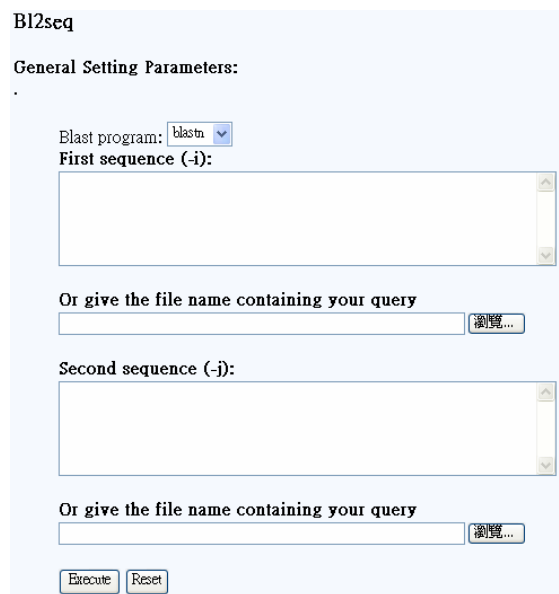 Bl2seq
General Setting Parameters:
.
Blast program: blastn
First sequence (-i):
Or give the file name containing your query
瀏覽...
Second sequence (-j):
Or give the file name containing your query
瀏覽...
Execute Reset